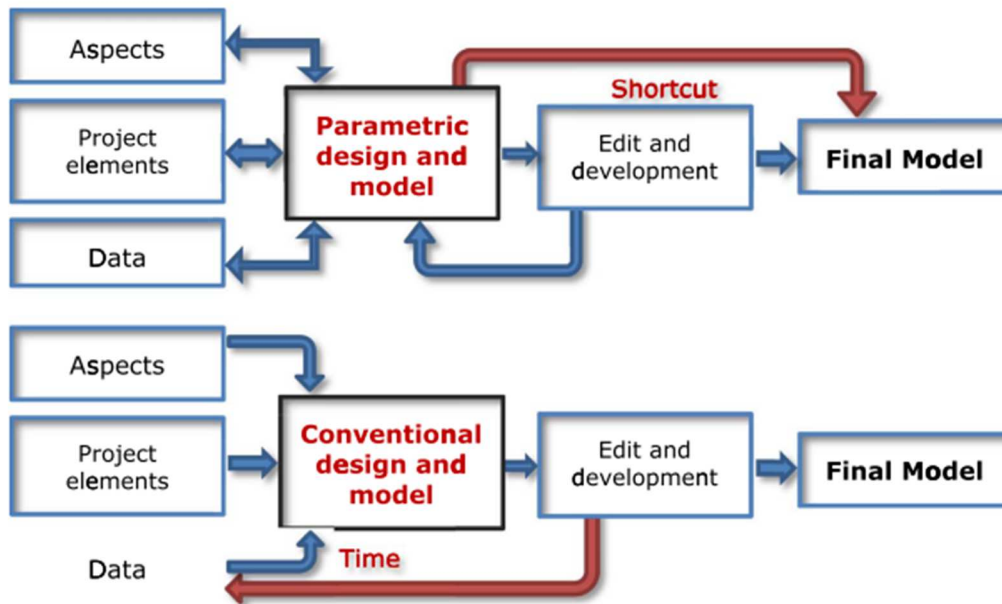 Aspects
Project
elements
Data
Parametric
design and
model
Shortcut
Edit and
development
Final Model
Aspects
Project
elements
Data
Conventional
design and
model
Time
Edit and
development
Final Model